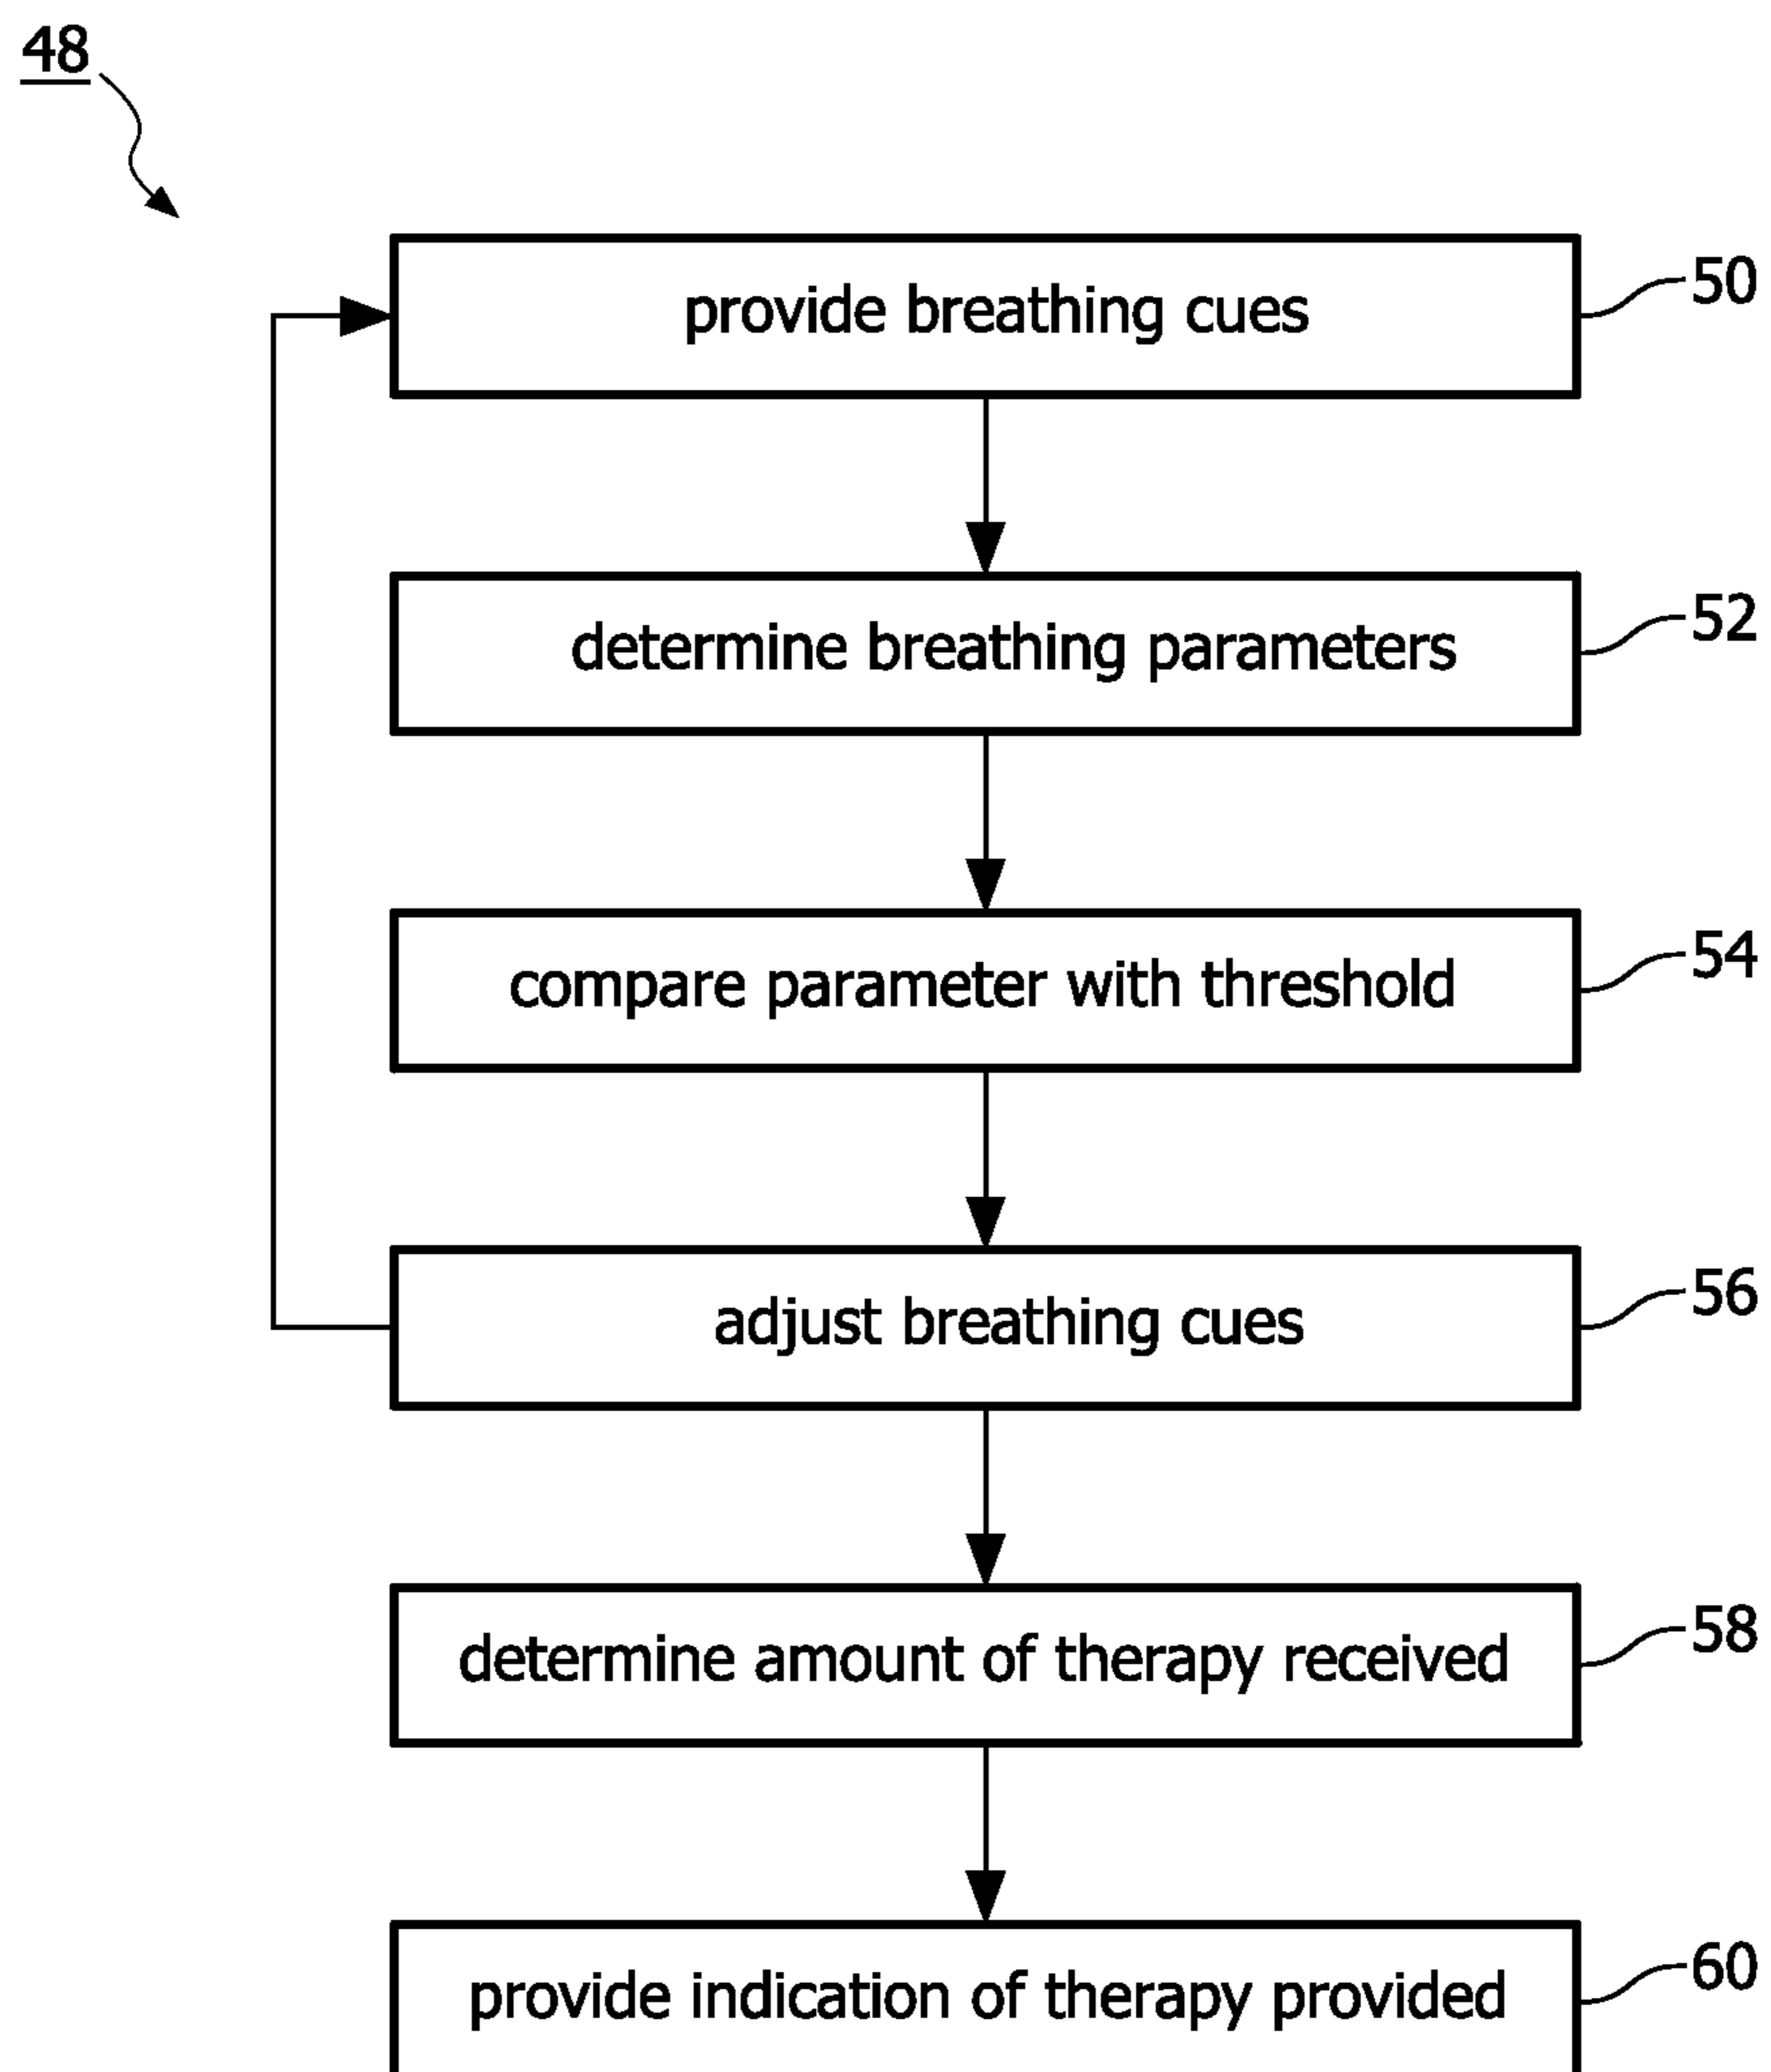 48
provide breathing cues 50
determine breathing parameters 52
compare parameter with threshold 54
adjust breathing cues 56
determine amount of therapy received 58
provide indication of therapy provided 60